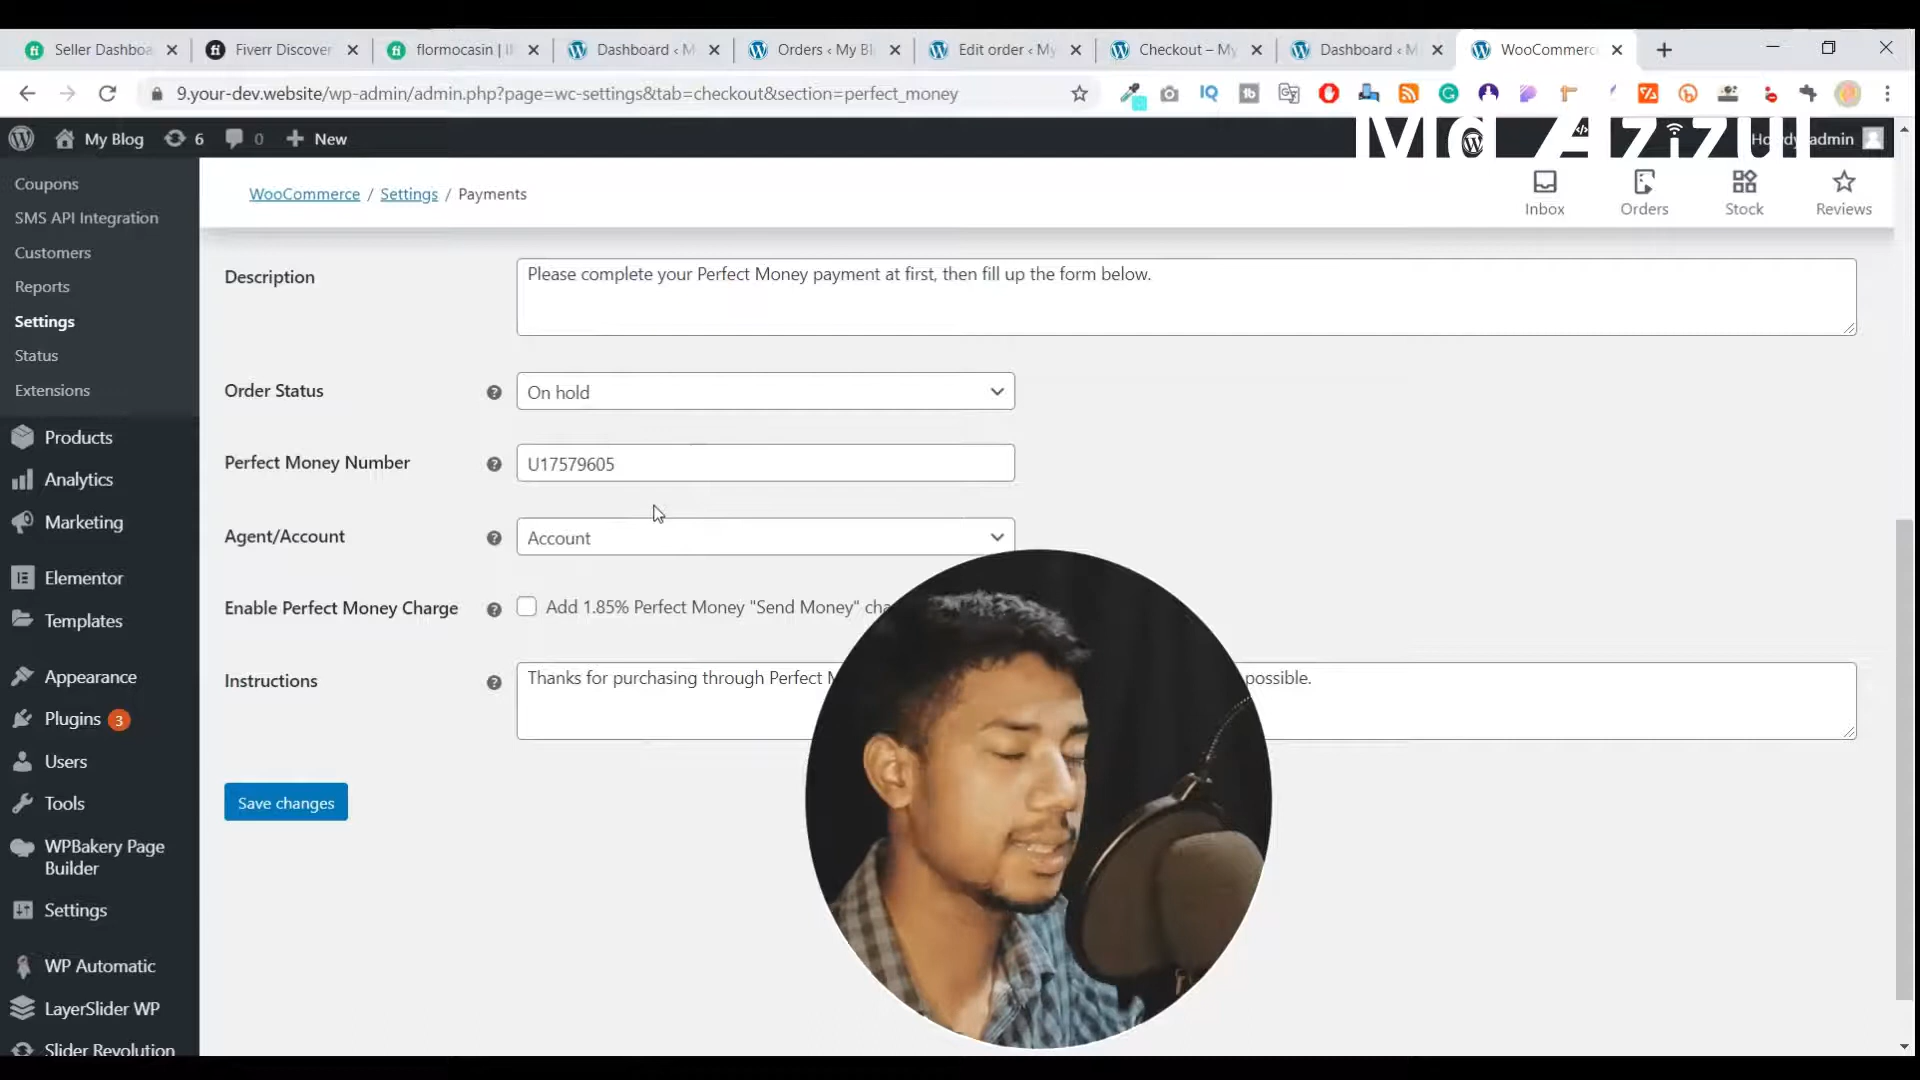 Seller Dashboa
Fiverr Discover
flormocasin |
Dashboard ‹ M
Orders ‹ My Bl
Edit order ‹ My
Checkout – My
Dashboard ‹ M
WooCommerc
9.your-dev.website/wp-admin/admin.php?page=wc-settings&tab=checkout&section=perfect_money
My Blog
6
0
New
Md Azizul
admin
Coupons
SMS API Integration
Customers
Reports
Settings
Status
Extensions
Products
Analytics
Marketing
Elementor
Templates
Appearance
Plugins 3
Users
Tools
WPBakery Page
Builder
Settings
WP Automatic
LayerSlider WP
Slider Revolution
WooCommerce / Settings / Payments
Inbox
Orders
Stock
Reviews
Description
Please complete your Perfect Money payment at first, then fill up the form below.
Order Status
On hold
Perfect Money Number
U17579605
Agent/Account
Account
Enable Perfect Money Charge
Add 1.85% Perfect Money "Send Money" cha
Instructions
Thanks for purchasing through Perfect M
possible.
Save changes